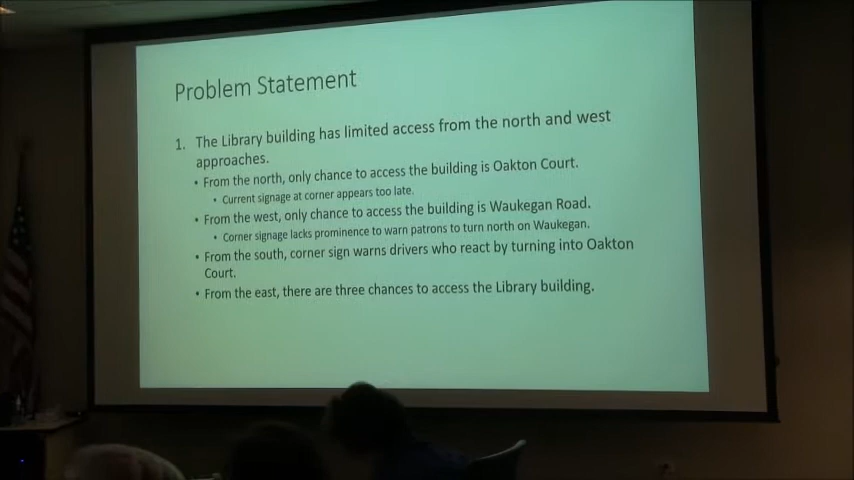 Problem Statement
1. The Library building has limited access from the north and west
approaches.
• From the north, only chance to access the building is Oakton Court.
• Current signage at corner appears too late.
• From the west, only chance to access the building is Waukegan Road.
• Corner signage lacks prominence to warn patrons to turn north on Waukegan.
• From the south, corner sign warns drivers who react by turning into Oakton
Court.
• From the east, there are three chances to access the Library building.